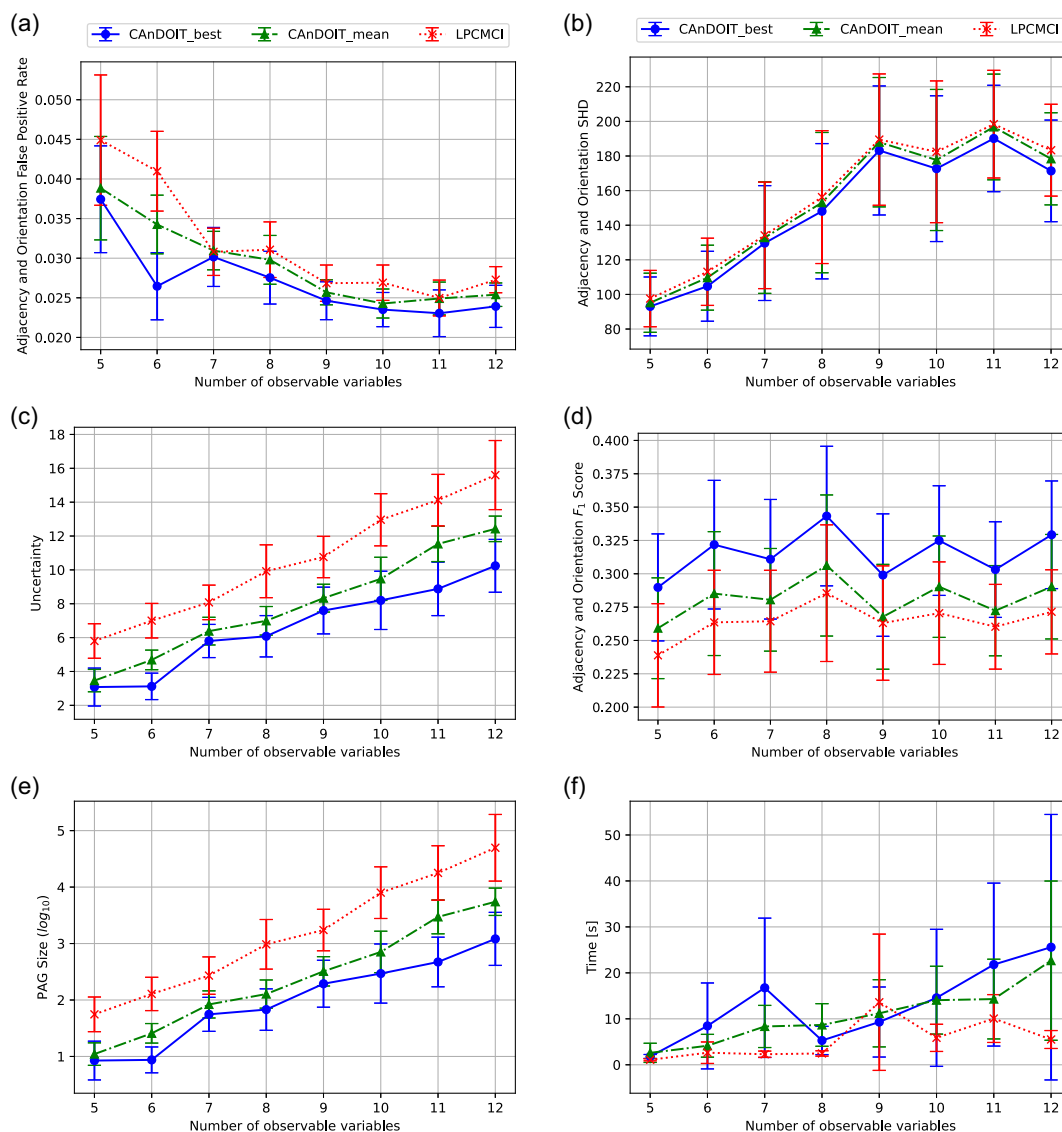 (a)
CAnDOIT_best CAnDOIT_mean LPCMCI
Adjacency and Orientation False Positive Rate
0.050
0.045
0.040
0.035
0.030
0.025
0.020
5 6 7 8 9 10 11 12
Number of observable variables
(b)
CAnDOIT_best CAnDOIT_mean LPCMCI
Adjacency and Orientation SHD
220
200
180
160
140
120
100
80
5 6 7 8 9 10 11 12
Number of observable variables
(c)
Uncertainty
18
16
14
12
10
8
6
4
2
5 6 7 8 9 10 11 12
Number of observable variables
(d)
Adjacency and Orientation F₁ Score
0.400
0.375
0.350
0.325
0.300
0.275
0.250
0.225
0.200
5 6 7 8 9 10 11 12
Number of observable variables
(e)
PAG Size (log₁₀)
5
4
3
2
1
5 6 7 8 9 10 11 12
Number of observable variables
(f)
Time [s]
50
40
30
20
10
0
5 6 7 8 9 10 11 12
Number of observable variables